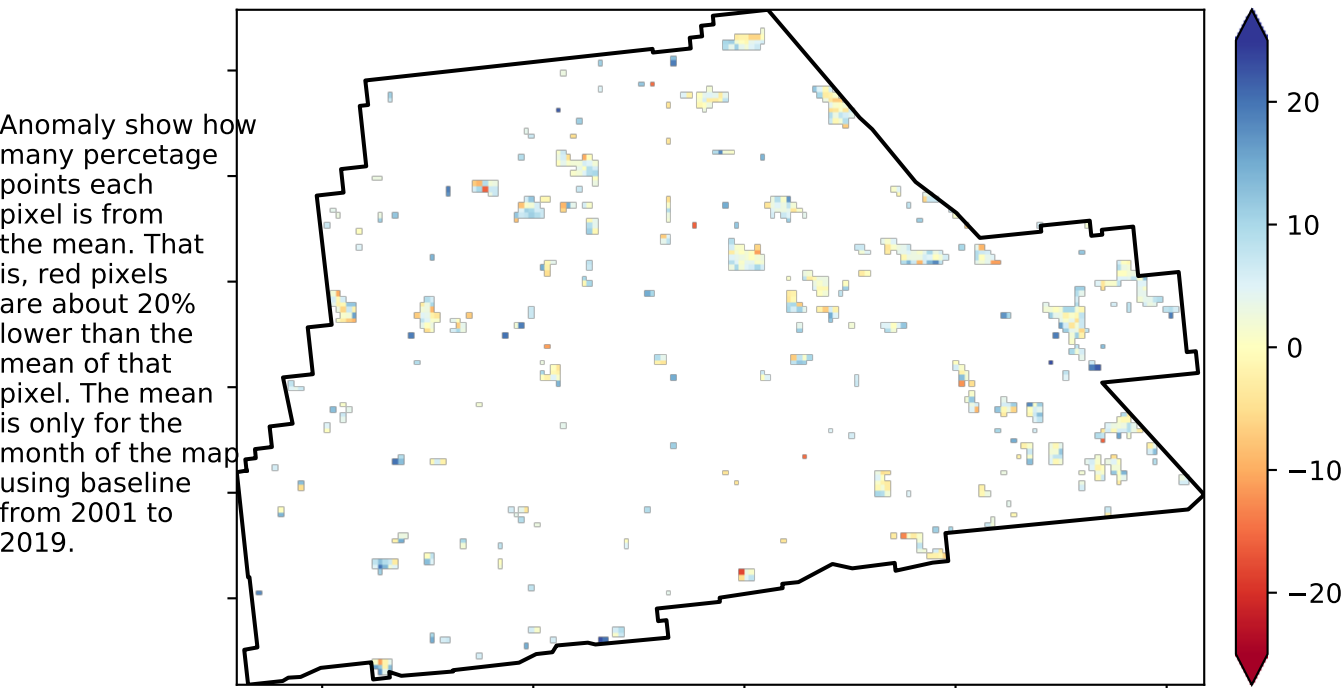 Anomaly show how
many percetage
points each
pixel is from
the mean. That
is, red pixels
are about 20%
lower than the
mean of that
pixel. The mean
is only for the
month of the map
using baseline
from 2001 to
2019.
20
10
0
−10
−20